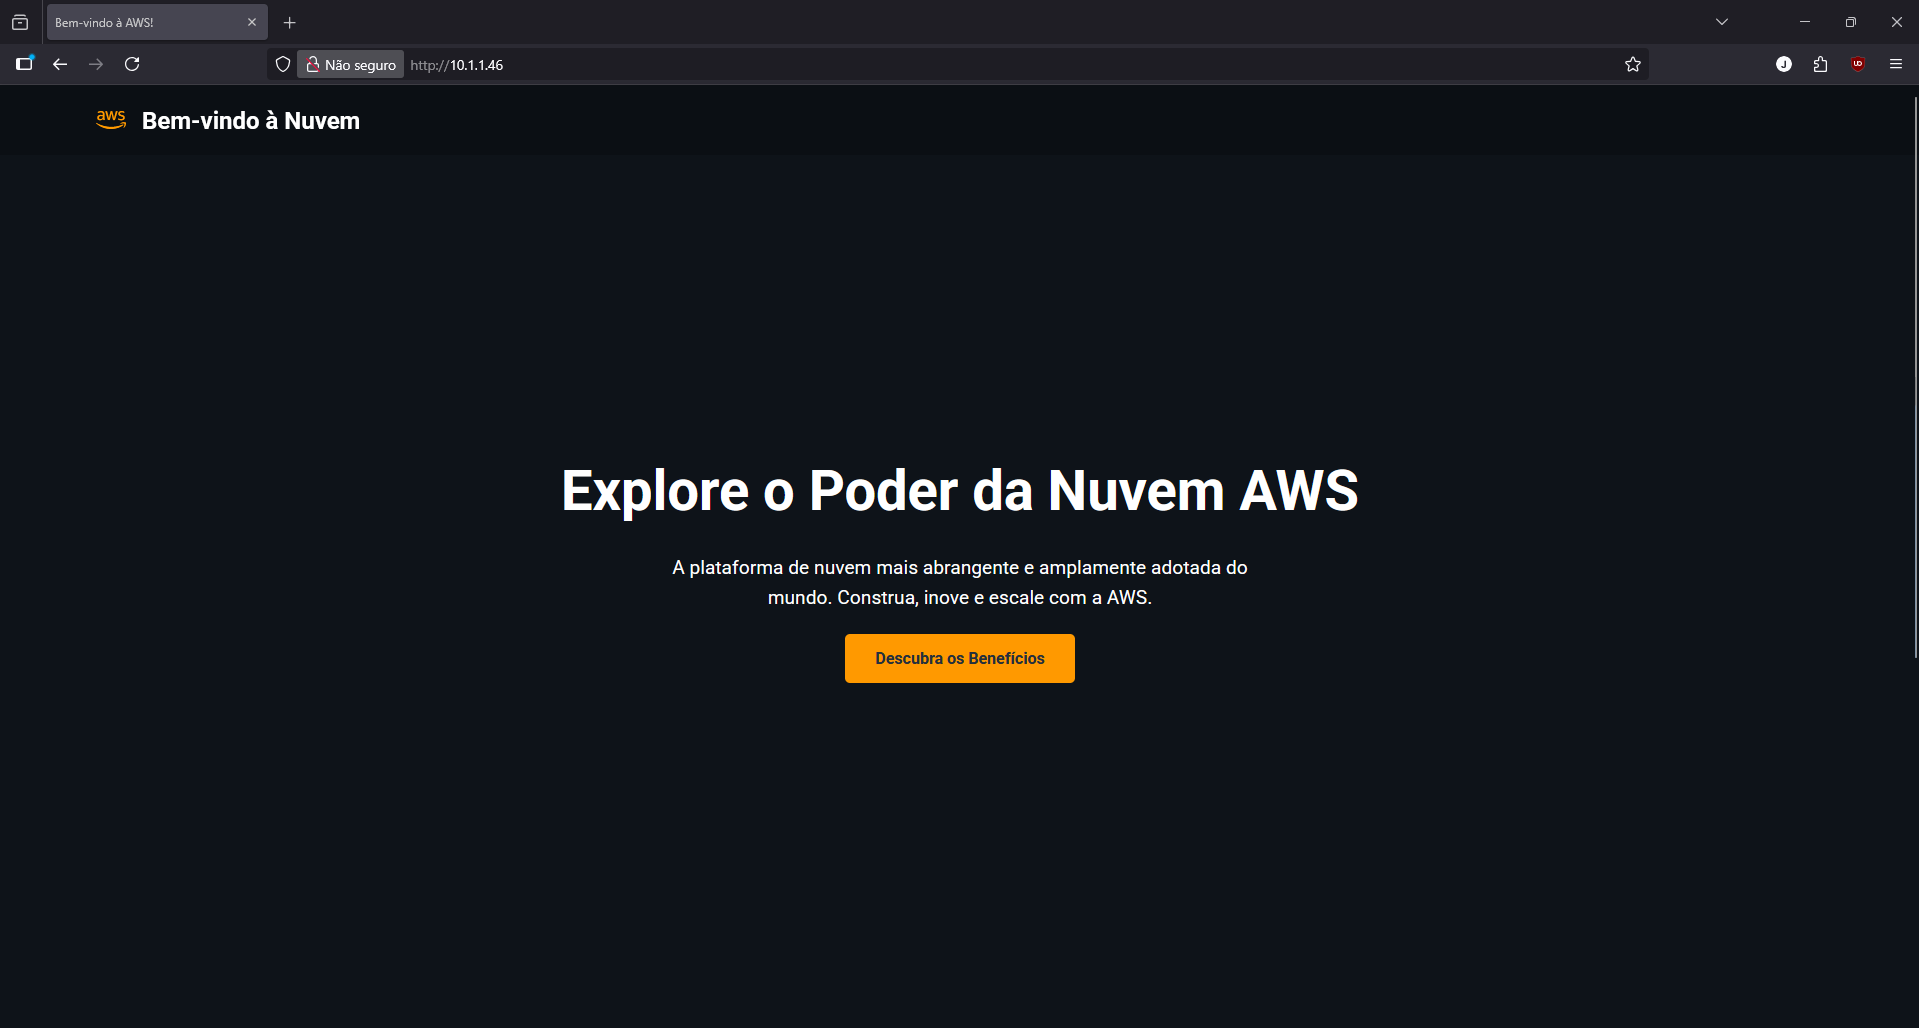 Bem-vindo à AWS!
Não seguro http://10.1.1.46
J
UD
aws Bem-vindo à Nuvem
Explore o Poder da Nuvem AWS
A plataforma de nuvem mais abrangente e amplamente adotada do
mundo. Construa, inove e escale com a AWS.
Descubra os Benefícios